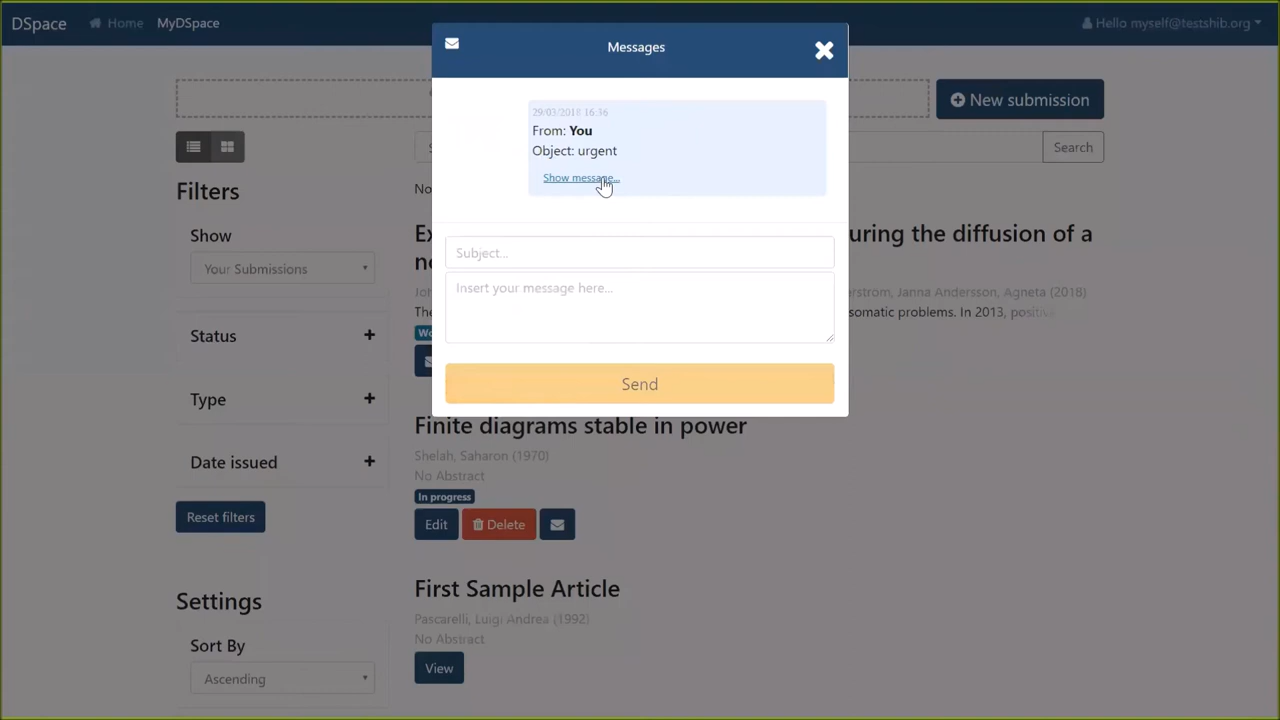 DSpace Home MyDSpace Hello myself@testshib.org
Messages
29/03/2018 16:36
From: You
Object: urgent
Show message...
Subject...
Insert your message here...
Send
New submission
Search
Filters
Show
Your Submissions
Status
Type
Date issued
Reset filters
Settings
Sort By
Ascending
No
uring the diffusion of a
Janna Andersson, Agneta (2018)
somatic problems. In 2013, positiv
Finite diagrams stable in power
Shelah, Saharon (1970)
No Abstract
In progress
Edit Delete
First Sample Article
Pascarelli, Luigi Andrea (1992)
No Abstract
View